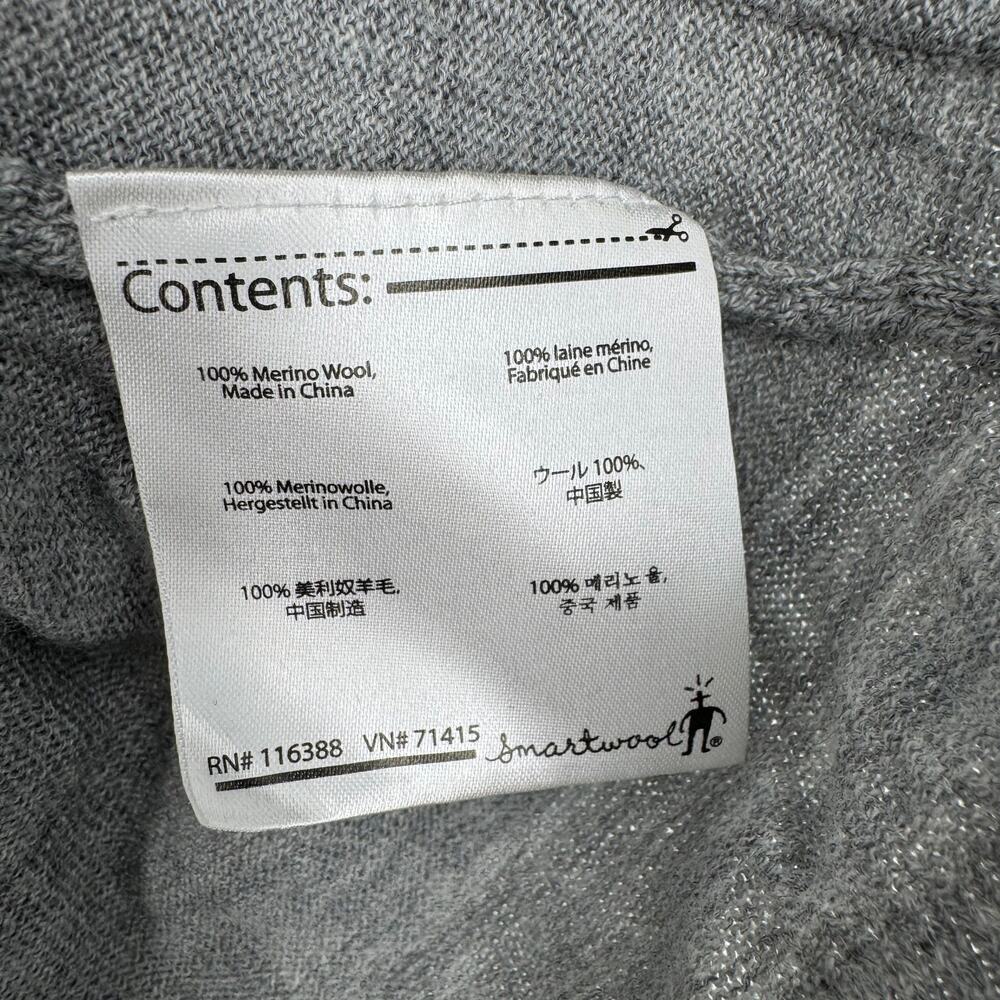 Contents:
100% Merino Wool,
Made in China
100% laine mérino,
Fabriqué en Chine
100% Merinowolle,
Hergestellt in China
ウール 100%、
中国製
100% 美利奴羊毛,
中国制造
100% 메리노 울,
중국 제품
RN# 116388 VN# 71415
smartwool®